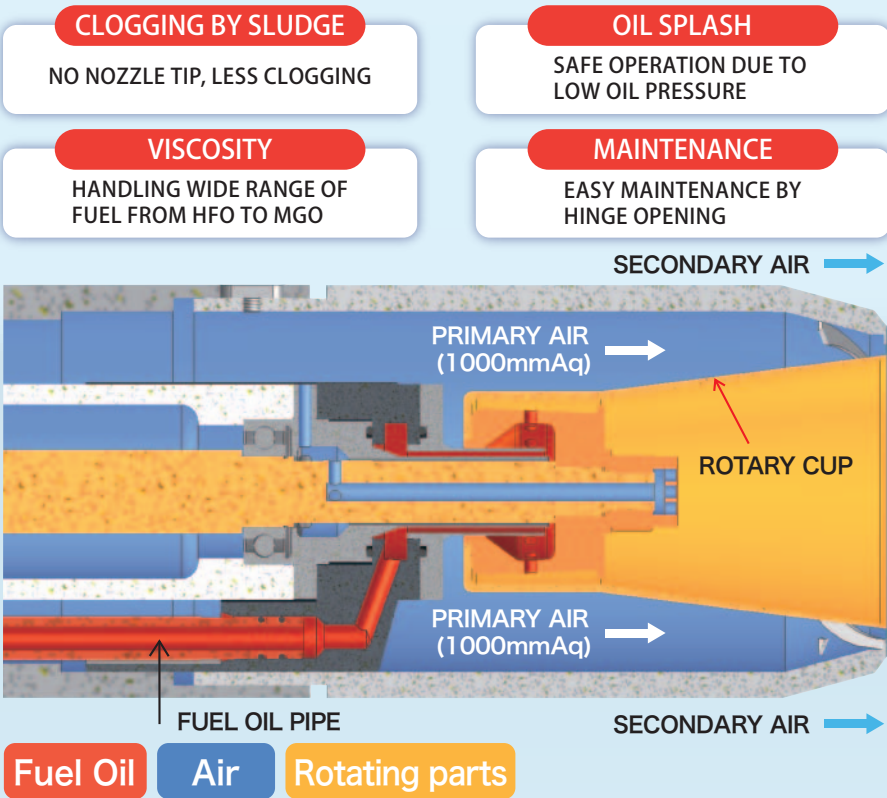 CLOGGING BY SLUDGE
NO NOZZLE TIP, LESS CLOGGING
OIL SPLASH
SAFE OPERATION DUE TO
LOW OIL PRESSURE
VISCOSITY
HANDLING WIDE RANGE OF
FUEL FROM HFO TO MGO
MAINTENANCE
EASY MAINTENANCE BY
HINGE OPENING
SECONDARY AIR
PRIMARY AIR
(1000mmAq)
ROTARY CUP
PRIMARY AIR
(1000mmAq)
FUEL OIL PIPE
SECONDARY AIR
Fuel Oil
Air
Rotating parts